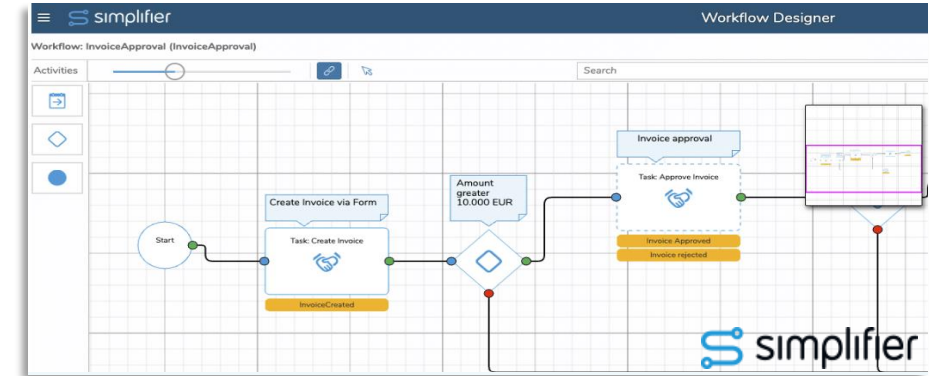 simplifier
Workflow Designer
Workflow: InvoiceApproval (InvoiceApproval)
Activities
Search
Invoice approval
Task: Approve Invoice
Amount
greater
10.000 EUR
Create Invoice via Form
Start
Task: Create Invoice
Invoice Approved
Invoice rejected
InvoiceCreated
simplifier